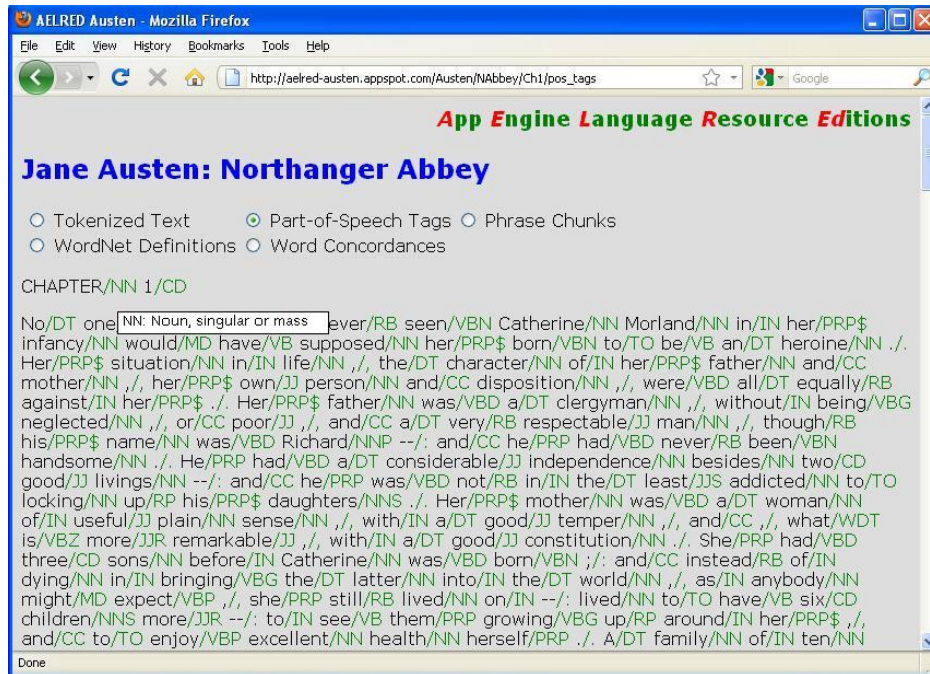 AELRED Austen - Mozilla Firefox
File Edit View History Bookmarks Tools Help
http://aelred-austen.appspot.com/Austen/NAbbey/Ch1/pos_tags
Google
App Engine Language Resource Editions
Jane Austen: Northanger Abbey
Tokenized Text Part-of-Speech Tags Phrase Chunks
WordNet Definitions Word Concordances
CHAPTER/NN 1/CD
NN: Noun, singular or mass
No/DT one ever/RB seen/VBN Catherine/NN Morland/NN in/IN her/PRP$
infancy/NN would/MD have/VB supposed/NN her/PRP$ born/VBN to/TO be/VB an/DT heroine/NN ./.
Her/PRP$ situation/NN in/IN life/NN ,/, the/DT character/NN of/IN her/PRP$ father/NN and/CC
mother/NN ,/, her/PRP$ own/JJ person/NN and/CC disposition/NN ,/, were/VBD all/DT equally/RB
against/IN her/PRP$ ./. Her/PRP$ father/NN was/VBD a/DT clergyman/NN ,/, without/IN being/VBG
neglected/NN ,/, or/CC poor/JJ ,/, and/CC a/DT very/RB respectable/JJ man/NN ,/, though/RB
his/PRP$ name/NN was/VBD Richard/NNP --/: and/CC he/PRP had/VBD never/RB been/VBN
handsome/NN ./. He/PRP had/VBD a/DT considerable/JJ independence/NN besides/NN two/CD
good/JJ livings/NN --/: and/CC he/PRP was/VBD not/RB in/IN the/DT least/JJS addicted/NN to/TO
locking/NN up/RP his/PRP$ daughters/NNS ./. Her/PRP$ mother/NN was/VBD a/DT woman/NN
of/IN useful/JJ plain/NN sense/NN ,/, with/IN a/DT good/JJ temper/NN ,/, and/CC ,/, what/WDT
is/VBZ more/JJR remarkable/JJ ,/, with/IN a/DT good/JJ constitution/NN ./. She/PRP had/VBD
three/CD sons/NN before/IN Catherine/NN was/VBD born/VBN ;/: and/CC instead/RB of/IN
dying/NN in/IN bringing/VBG the/DT latter/NN into/IN the/DT world/NN ,/, as/IN anybody/NN
might/MD expect/VBP ,/, she/PRP still/RB lived/NN on/IN --/: lived/NN to/TO have/VB six/CD
children/NNS more/JJR --/: to/IN see/VB them/PRP growing/VBG up/RP around/IN her/PRP$ ,/,
and/CC to/TO enjoy/VBP excellent/NN health/NN herself/PRP ./. A/DT family/NN of/IN ten/NN
Done